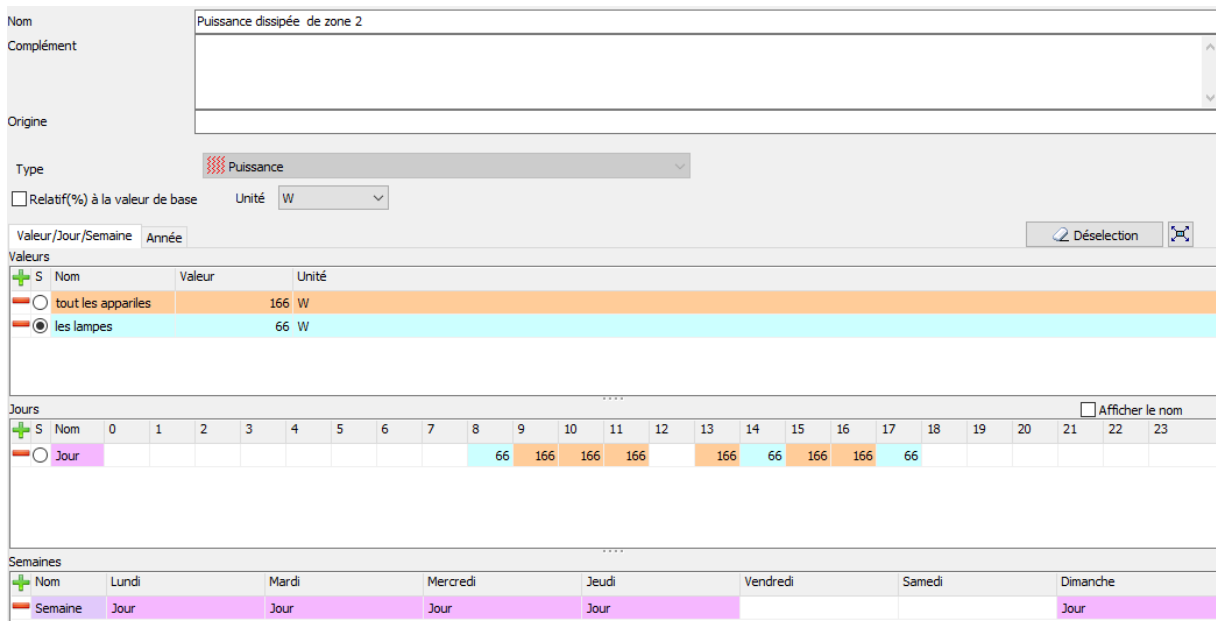 Nom Puissance dissipée de zone 2
Complément
Origine
Type Puissance
Relatif(%) à la valeur de base Unité W
Valeur/Jour/Semaine Année Déselection
Valeurs
S Nom Valeur Unité
tout les appariles 166 W
les lampes 66 W
Jours Afficher le nom
S Nom 0 1 2 3 4 5 6 7 8 9 10 11 12 13 14 15 16 17 18 19 20 21 22 23
Jour 66 166 166 166 166 66 166 166 66
Semaines
Nom Lundi Mardi Mercredi Jeudi Vendredi Samedi Dimanche
Semaine Jour Jour Jour Jour Jour